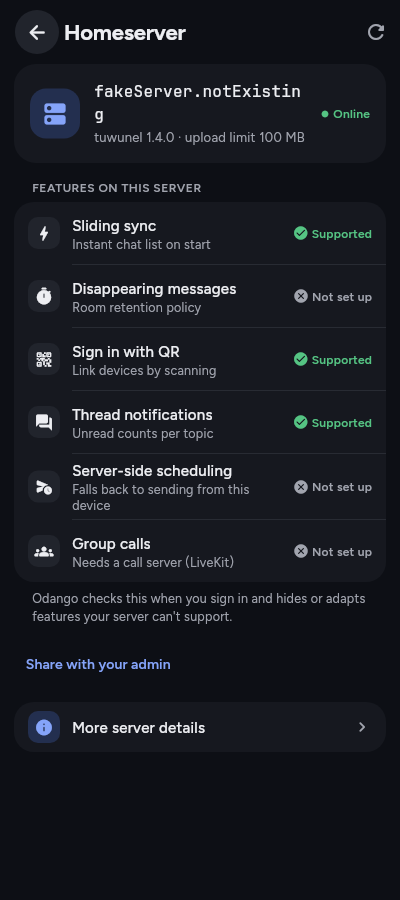 Homeserver
fakeServer.notExistin
g
tuwunel 1.4.0 · upload limit 100 MB
Online
FEATURES ON THIS SERVER
Sliding sync
Instant chat list on start
Supported
Disappearing messages
Room retention policy
Not set up
Sign in with QR
Link devices by scanning
Supported
Thread notifications
Unread counts per topic
Supported
Server-side scheduling
Falls back to sending from this
device
Not set up
Group calls
Needs a call server (LiveKit)
Not set up
Odango checks this when you sign in and hides or adapts
features your server can't support.
Share with your admin
More server details